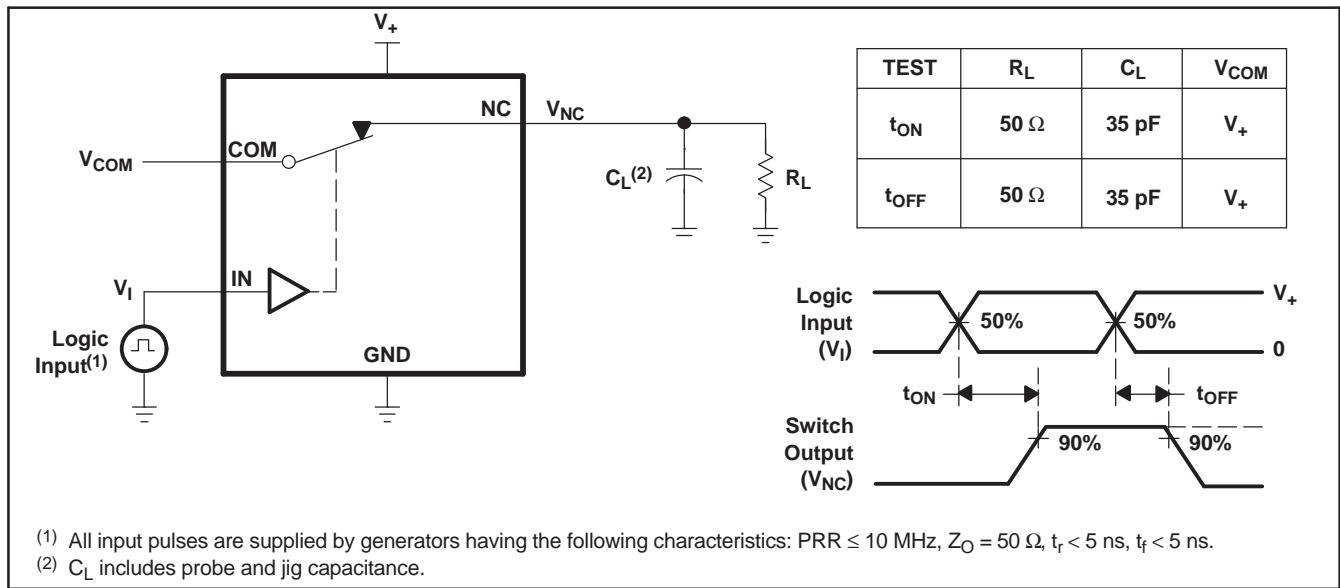 V+
NC
VNC
COM
VCOM
CL(2)
RL
IN
VI
Logic
Input(1)
GND
TEST RL CL VCOM
tON 50 Ω 35 pF V+
tOFF 50 Ω 35 pF V+
Logic
Input
(VI)
50%
50%
V+
0
tON
tOFF
Switch
Output
(VNC)
90%
90%
(1) All input pulses are supplied by generators having the following characteristics: PRR ≤ 10 MHz, ZO = 50 Ω, tr < 5 ns, tf < 5 ns.
(2) CL includes probe and jig capacitance.